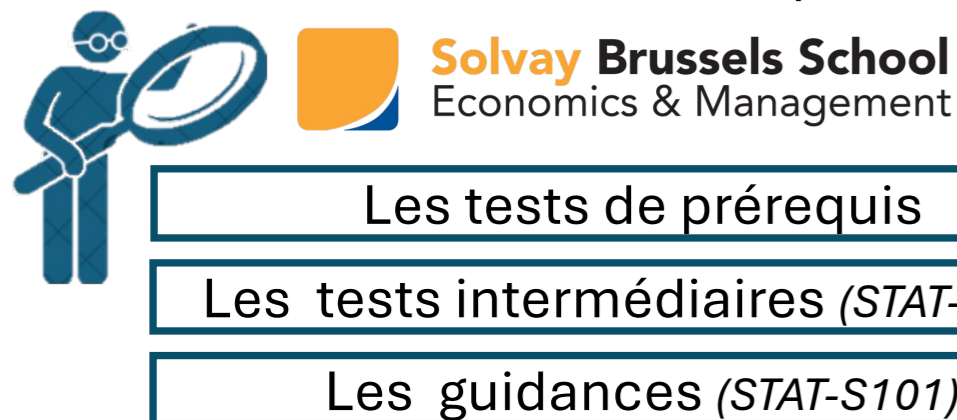 Solvay Brussels School
Economics & Management
Les tests de prérequis
Les tests intermédiaires (STAT-
Les guidances (STAT-S101)